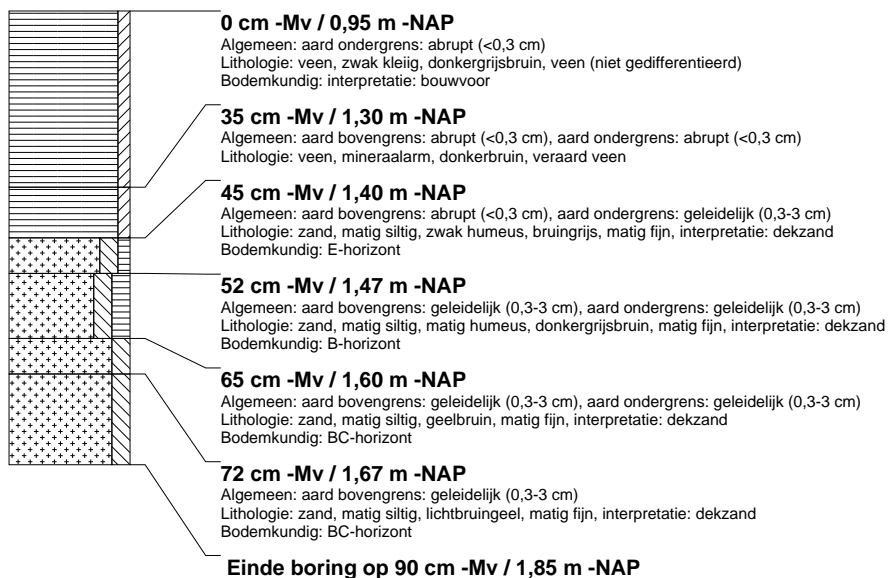 0 cm -Mv / 0,95 m -NAP
Algemeen: aard ondergrens: abrupt (<0,3 cm)
Lithologie: veen, zwak kleiig, donkergrijsbruin, veen (niet gedifferentieerd)
Bodemkundig: interpretatie: bouwvoor
35 cm -Mv / 1,30 m -NAP
Algemeen: aard bovengrens: abrupt (<0,3 cm), aard ondergrens: abrupt (<0,3 cm)
Lithologie: veen, mineraalarm, donkerbruin, veraard veen
45 cm -Mv / 1,40 m -NAP
Algemeen: aard bovengrens: abrupt (<0,3 cm), aard ondergrens: geleidelijk (0,3-3 cm)
Lithologie: zand, matig siltig, zwak humeus, bruingrijs, matig fijn, interpretatie: dekzand
Bodemkundig: E-horizont
52 cm -Mv / 1,47 m -NAP
Algemeen: aard bovengrens: geleidelijk (0,3-3 cm), aard ondergrens: geleidelijk (0,3-3 cm)
Lithologie: zand, matig siltig, matig humeus, donkergrijsbruin, matig fijn, interpretatie: dekzand
Bodemkundig: B-horizont
65 cm -Mv / 1,60 m -NAP
Algemeen: aard bovengrens: geleidelijk (0,3-3 cm), aard ondergrens: geleidelijk (0,3-3 cm)
Lithologie: zand, matig siltig, geelbruin, matig fijn, interpretatie: dekzand
Bodemkundig: BC-horizont
72 cm -Mv / 1,67 m -NAP
Algemeen: aard bovengrens: geleidelijk (0,3-3 cm)
Lithologie: zand, matig siltig, lichtbruingeel, matig fijn, interpretatie: dekzand
Bodemkundig: BC-horizont
Einde boring op 90 cm -Mv / 1,85 m -NAP